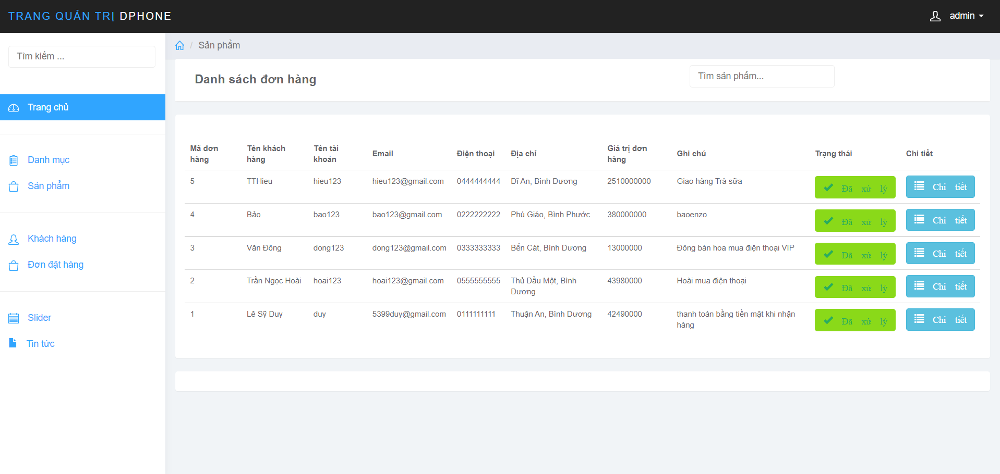 TRANG QUẢN TRỊ DPHONE
admin
Tìm kiếm ...
Sản phẩm
Danh sách đơn hàng
Tìm sản phẩm...
Trang chủ
Danh mục
Sản phẩm
Khách hàng
Đơn đặt hàng
Slider
Tin tức
Mã đơn hàng Tên khách hàng Tên tài khoản Email Điện thoại Địa chỉ Giá trị đơn hàng Ghi chú Trạng thái Chi tiết
5 TTHieu hieu123 hieu123@gmail.com 0444444444 Dĩ An, Bình Dương 2510000000 Giao hàng Trà sữa Đã xử lý Chi tiết
4 Bảo bao123 bao123@gmail.com 0222222222 Phú Giáo, Bình Phước 380000000 baoenzo Đã xử lý Chi tiết
3 Văn Đông dong123 dong123@gmail.com 0333333333 Bến Cát, Bình Dương 13000000 Đông bán hoa mua điện thoại VIP Đã xử lý Chi tiết
2 Trần Ngọc Hoài hoai123 hoai123@gmail.com 0555555555 Thủ Dầu Một, Bình Dương 43980000 Hoài mua điện thoại Đã xử lý Chi tiết
1 Lê Sỹ Duy duy 5399duy@gmail.com 0111111111 Thuận An, Bình Dương 42490000 thanh toán bằng tiền mặt khi nhận hàng Đã xử lý Chi tiết